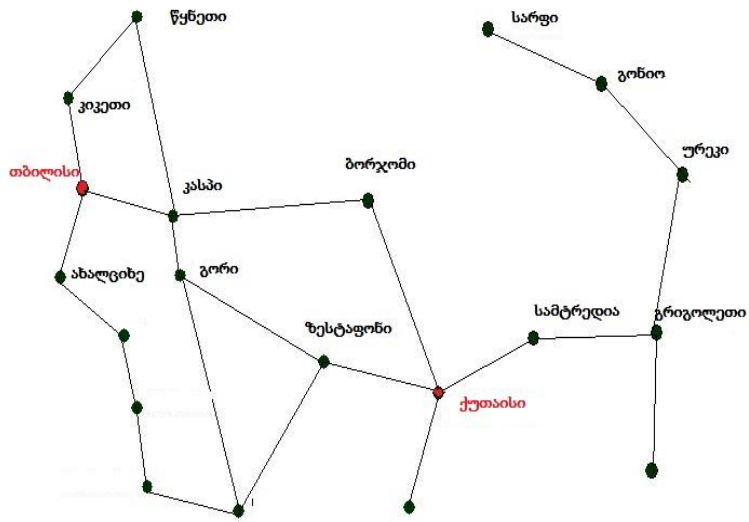 წყნეთი
სარფი
გონიო
კიკეთი
ურეკი
ბორჯომი
თბილისი
კასპი
ახალციხე
გორი
ზესტაფონი
სამტრედია
გრიგოლეთი
ქუთაისი